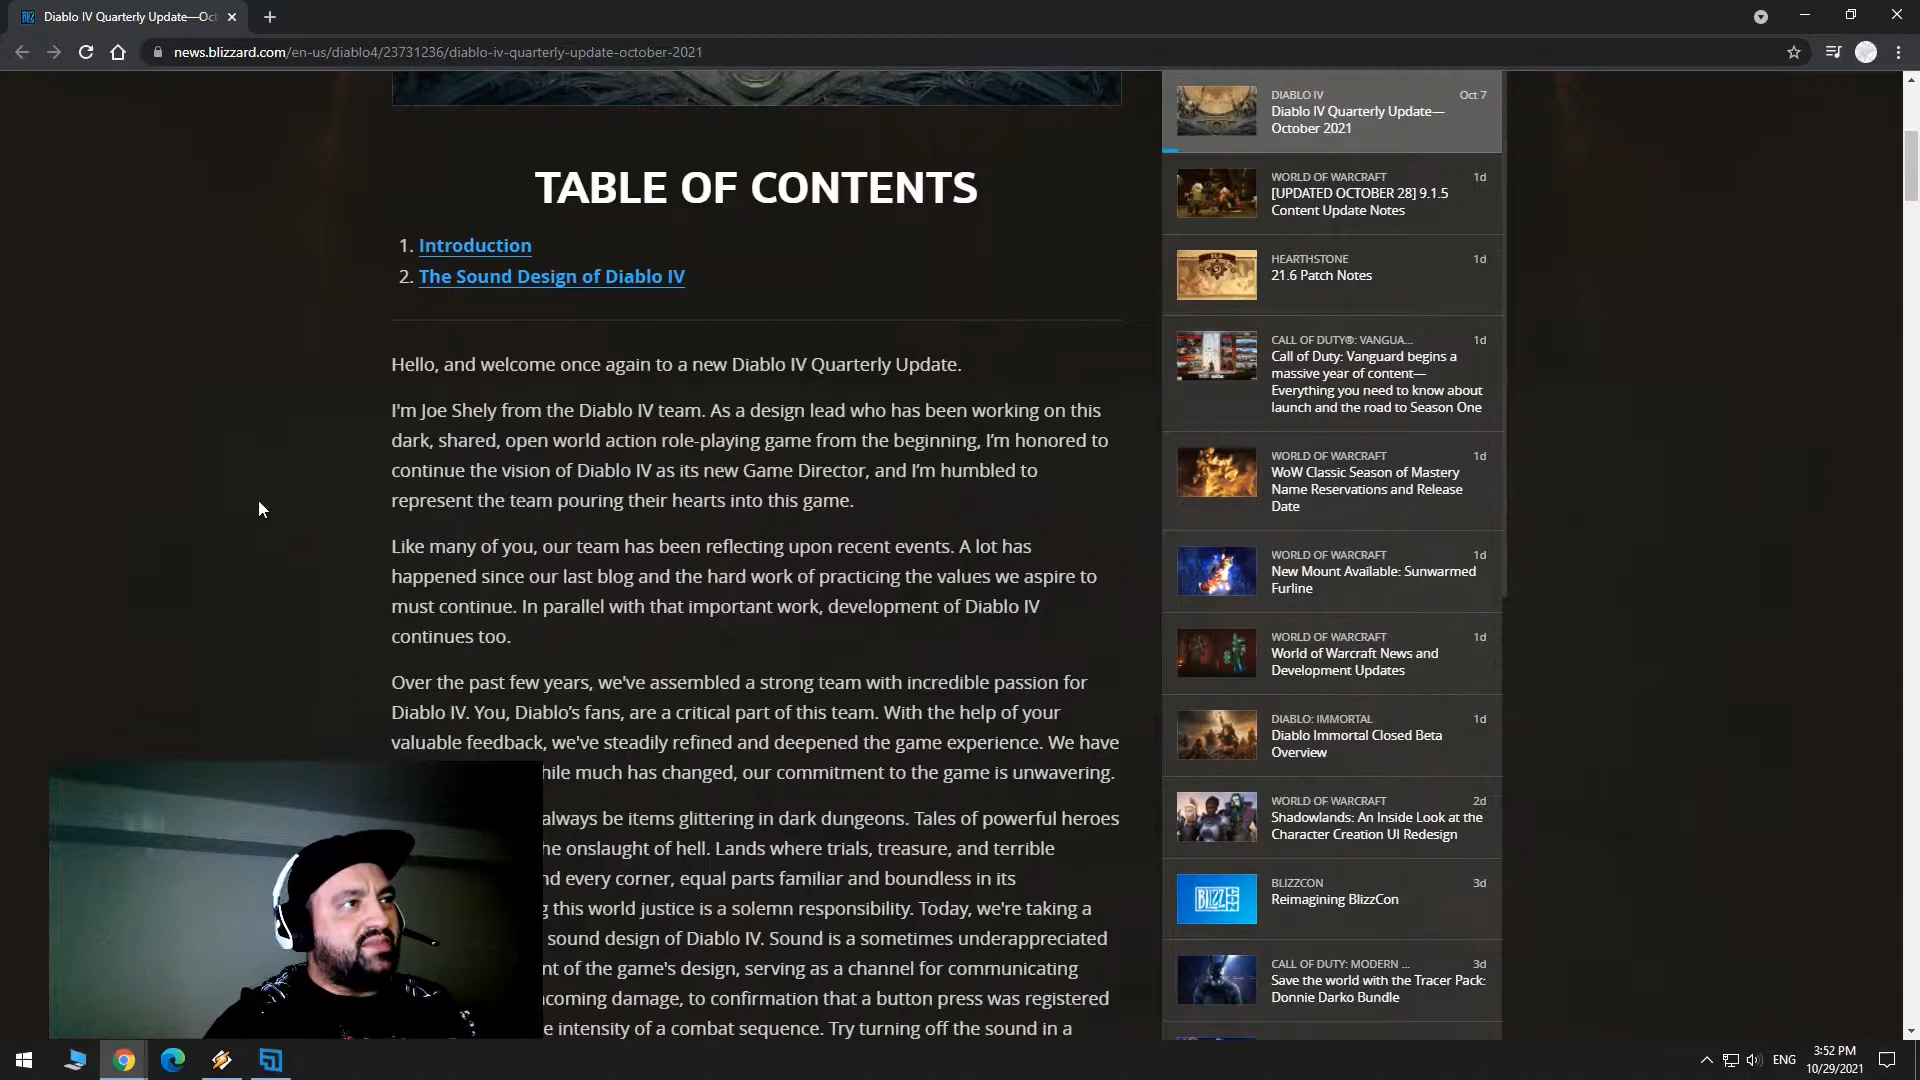 Diablo IV Quarterly Update—Oct
news.blizzard.com/en-us/diablo4/23731236/diablo-iv-quarterly-update-october-2021
TABLE OF CONTENTS
1. Introduction
2. The Sound Design of Diablo IV
Hello, and welcome once again to a new Diablo IV Quarterly Update.
I'm Joe Shely from the Diablo IV team. As a design lead who has been working on this
dark, shared, open world action role-playing game from the beginning, I’m honored to
continue the vision of Diablo IV as its new Game Director, and I’m humbled to
represent the team pouring their hearts into this game.
Like many of you, our team has been reflecting upon recent events. A lot has
happened since our last blog and the hard work of practicing the values we aspire to
must continue. In parallel with that important work, development of Diablo IV
continues too.
Over the past few years, we've assembled a strong team with incredible passion for
Diablo IV. You, Diablo’s fans, are a critical part of this team. With the help of your
valuable feedback, we've steadily refined and deepened the game experience. We have
hile much has changed, our commitment to the game is unwavering.
always be items glittering in dark dungeons. Tales of powerful heroes
he onslaught of hell. Lands where trials, treasure, and terrible
nd every corner, equal parts familiar and boundless in its
g this world justice is a solemn responsibility. Today, we're taking a
sound design of Diablo IV. Sound is a sometimes underappreciated
nt of the game's design, serving as a channel for communicating
ncoming damage, to confirmation that a button press was registered
e intensity of a combat sequence. Try turning off the sound in a
DIABLO IV Oct 7
Diablo IV Quarterly Update—
October 2021
WORLD OF WARCRAFT 1d
[UPDATED OCTOBER 28] 9.1.5
Content Update Notes
HEARTHSTONE 1d
21.6 Patch Notes
CALL OF DUTY®: VANGUA... 1d
Call of Duty: Vanguard begins a
massive year of content—
Everything you need to know about
launch and the road to Season One
WORLD OF WARCRAFT 1d
WoW Classic Season of Mastery
Name Reservations and Release
Date
WORLD OF WARCRAFT 1d
New Mount Available: Sunwarmed
Furline
WORLD OF WARCRAFT 1d
World of Warcraft News and
Development Updates
DIABLO: IMMORTAL 1d
Diablo Immortal Closed Beta
Overview
WORLD OF WARCRAFT 2d
Shadowlands: An Inside Look at the
Character Creation UI Redesign
BLIZZCON 3d
Reimagining BlizzCon
CALL OF DUTY: MODERN ... 3d
Save the world with the Tracer Pack:
Donnie Darko Bundle
ENG
3:52 PM
10/29/2021